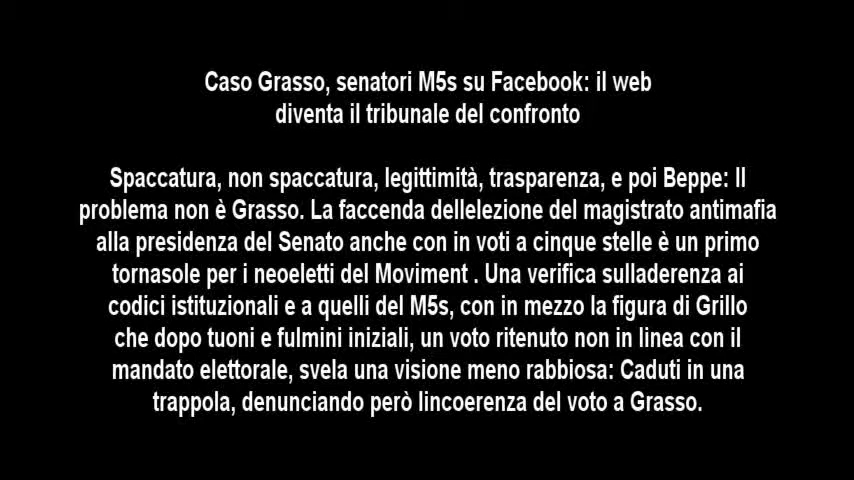 Caso Grasso, senatori M5s su Facebook: il web
diventa il tribunale del confronto
Spaccatura, non spaccatura, legittimità, trasparenza, e poi Beppe: Il
problema non è Grasso. La faccenda dellelezione del magistrato antimafia
alla presidenza del Senato anche con in voti a cinque stelle è un primo
tornasole per i neoeletti del Moviment . Una verifica sulladerenza ai
codici istituzionali e a quelli del M5s, con in mezzo la figura di Grillo
che dopo tuoni e fulmini iniziali, un voto ritenuto non in linea con il
mandato elettorale, svela una visione meno rabbiosa: Caduti in una
trappola, denunciando però lincoerenza del voto a Grasso.